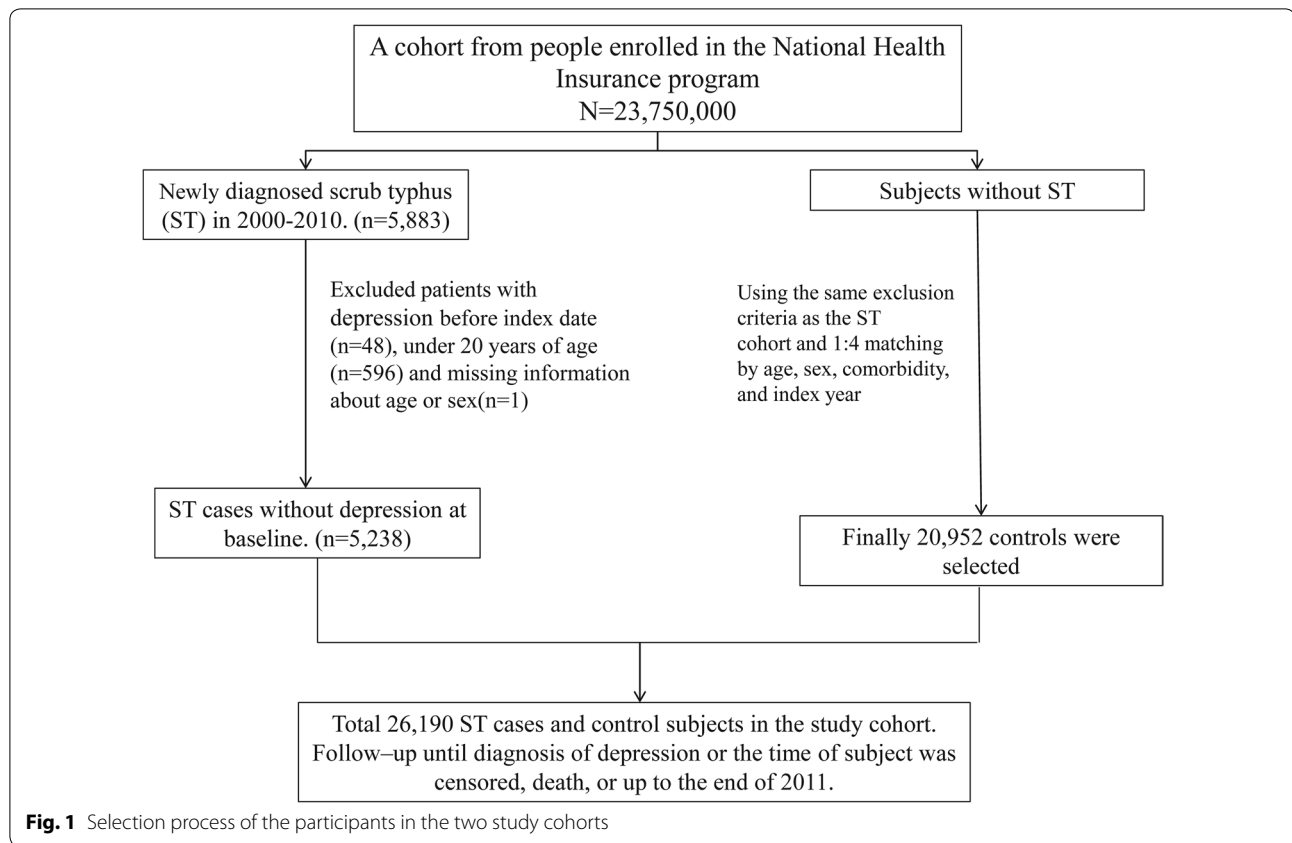 A cohort from people enrolled in the National Health
Insurance program
N=23,750,000
Newly diagnosed scrub typhus
(ST) in 2000-2010. (n=5,883)
Subjects without ST
Excluded patients with
depression before index date
(n=48), under 20 years of age
(n=596) and missing information
about age or sex(n=1)
Using the same exclusion
criteria as the ST
cohort and 1:4 matching
by age, sex, comorbidity,
and index year
ST cases without depression at
baseline. (n=5,238)
Finally 20,952 controls were
selected
Total 26,190 ST cases and control subjects in the study cohort.
Follow–up until diagnosis of depression or the time of subject was
censored, death, or up to the end of 2011.
Fig. 1 Selection process of the participants in the two study cohorts